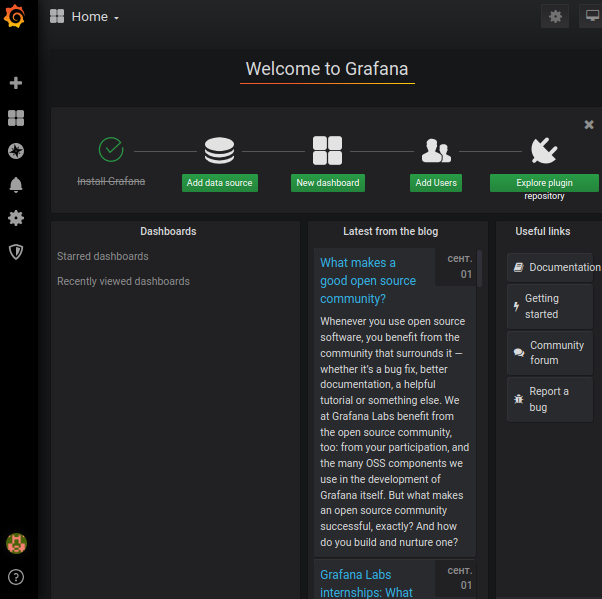 Home
Welcome to Grafana
Install Grafana
Add data source
New dashboard
Add Users
Explore plugin
repository
Dashboards
Starred dashboards
Recently viewed dashboards
Latest from the blog
What makes a
good open source
community?
сент.
01
Whenever you use open source
software, you benefit from the
community that surrounds it —
whether it's a bug fix, better
documentation, a helpful
tutorial or something else. We
at Grafana Labs benefit from
the open source community,
too: from your participation, and
the many OSS components we
use in the development of
Grafana itself. But what makes
an open source community
successful, exactly? And how
do you build and nurture one?
Grafana Labs
internships: What
сент.
01
Useful links
Documentation
Getting
started
Community
forum
Report a
bug